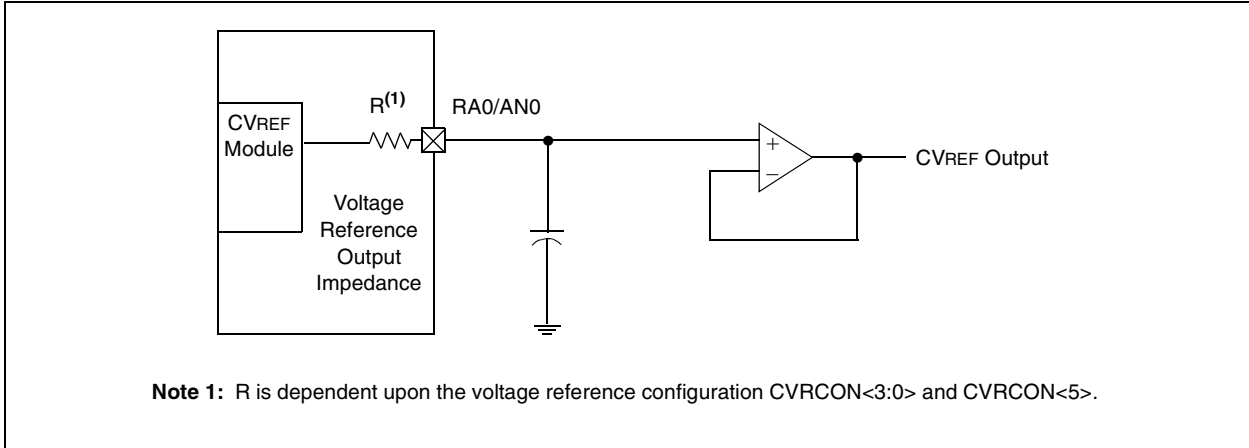 CVREF
Module
R(1)
RA0/AN0
Voltage
Reference
Output
Impedance
+
–
CVREF Output
Note 1: R is dependent upon the voltage reference configuration CVRCON<3:0> and CVRCON<5>.